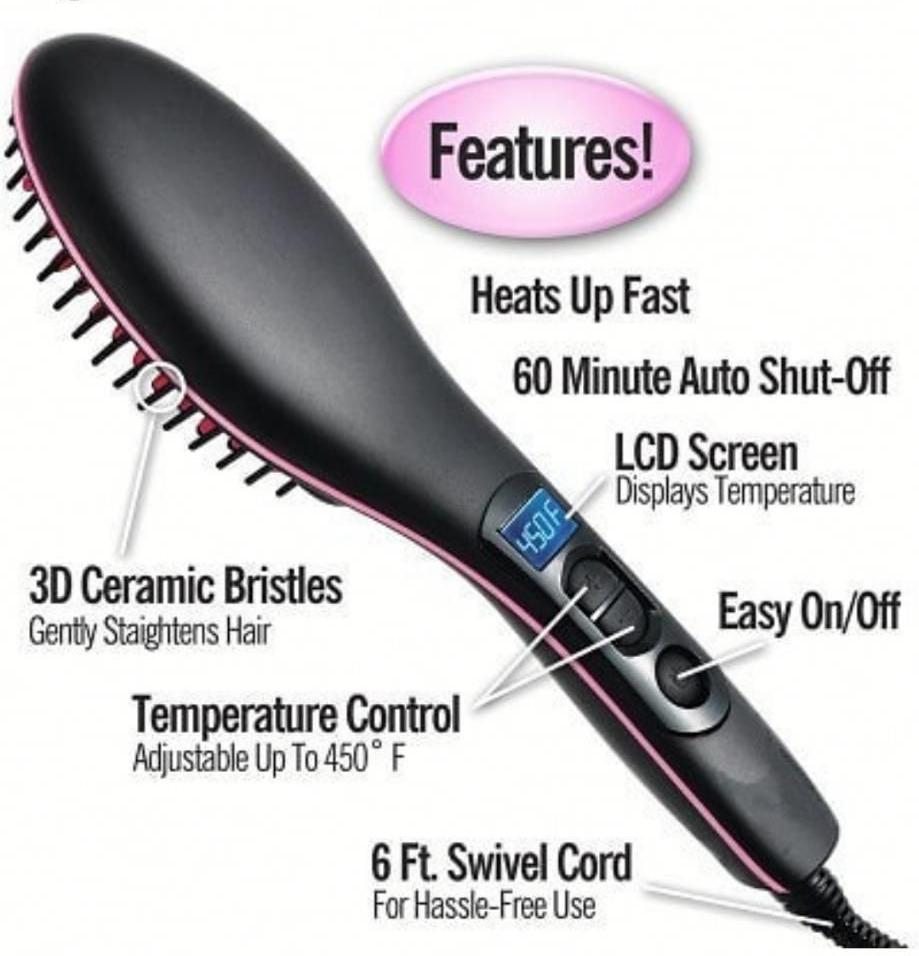 Features!
Heats Up Fast
60 Minute Auto Shut-Off
LCD Screen
Displays Temperature
450F
3D Ceramic Bristles
Gently Staightens Hair
Easy On/Off
Temperature Control
Adjustable Up To 450° F
6 Ft. Swivel Cord
For Hassle-Free Use